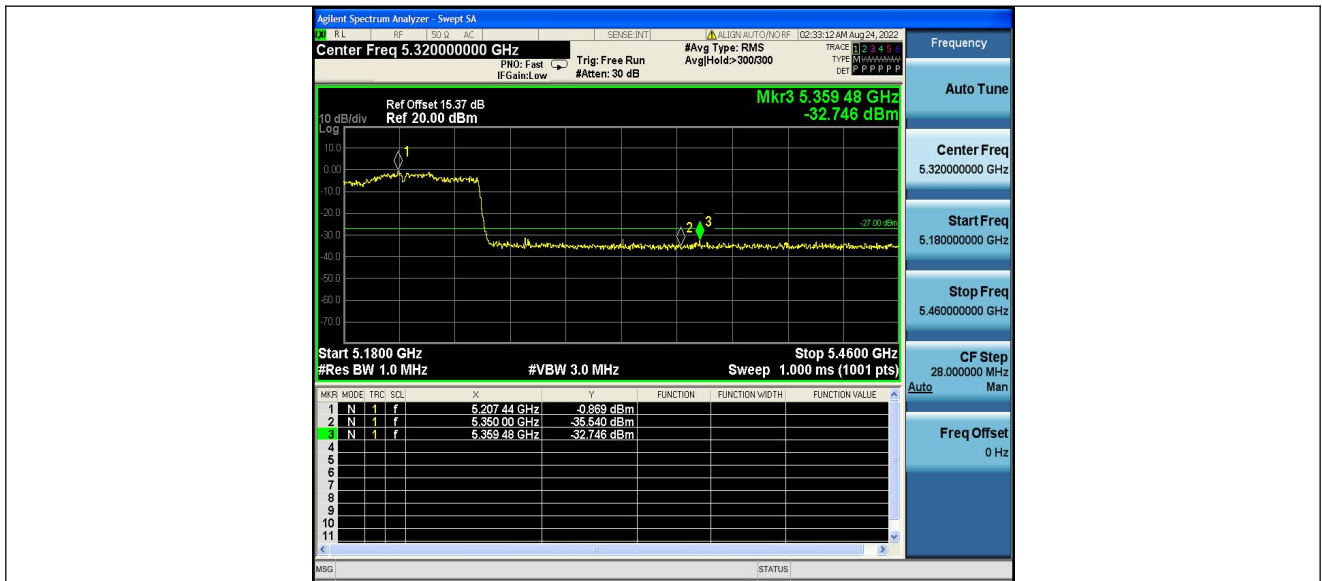 Agilent Spectrum Analyzer - Swept SA
LXI RL RF 50 Ω AC SENSE:INT ALIGN AUTO/NO RF 02:33:12 AM Aug 24, 2022
Center Freq 5.320000000 GHz
PNO: Fast
IFGain:Low
Trig: Free Run
#Atten: 30 dB
#Avg Type: RMS
Avg|Hold:>300/300
TRACE 1 2 3 4 5 6
TYPE M
DET P P P P P P
Mkr3 5.359 48 GHz
-32.746 dBm
Ref Offset 15.37 dB
10 dB/div Ref 20.00 dBm
Log
10.0
0.00
-10.0
-20.0
-30.0
-40.0
-50.0
-60.0
-70.0
1
2
3
-27.00 dBm
Start 5.1800 GHz Stop 5.4600 GHz
#Res BW 1.0 MHz #VBW 3.0 MHz Sweep 1.000 ms (1001 pts)
MKR MODE TRC SCL X Y FUNCTION FUNCTION WIDTH FUNCTION VALUE
1 N 1 f 5.207 44 GHz -0.869 dBm
2 N 1 f 5.350 00 GHz -35.540 dBm
3 N 1 f 5.359 48 GHz -32.746 dBm
4
5
6
7
8
9
10
11
MSG STATUS
Frequency
Auto Tune
Center Freq
5.320000000 GHz
Start Freq
5.180000000 GHz
Stop Freq
5.460000000 GHz
CF Step
28.000000 MHz
Auto Man
Freq Offset
0 Hz